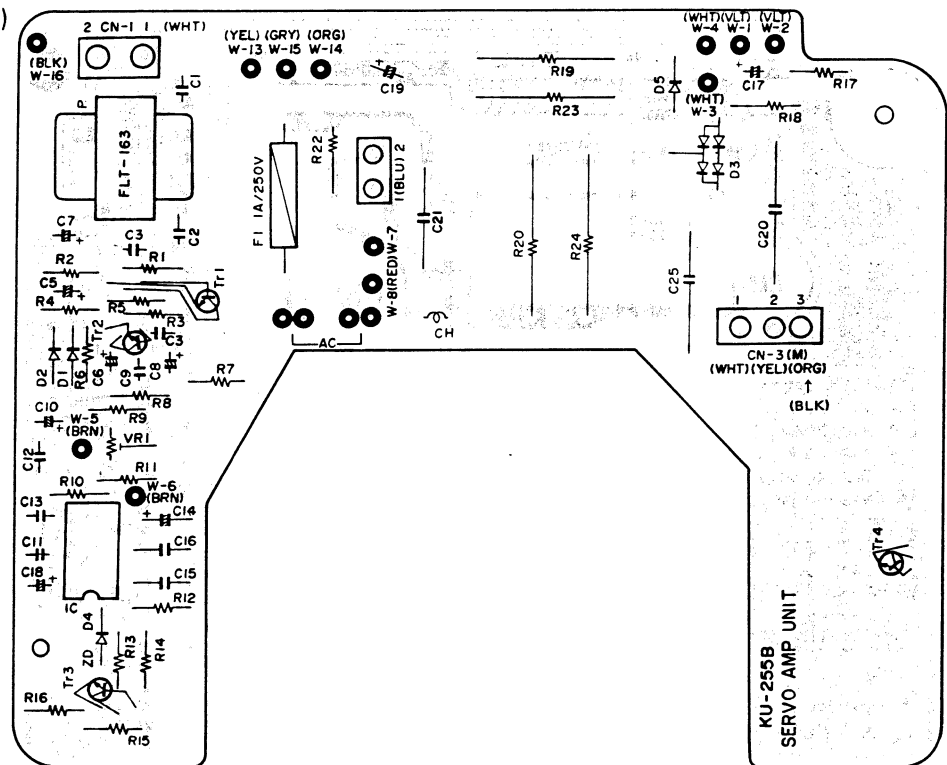 )
2 CN-1 1 (WHT)
(BLK)
W-16
C1
P
FLT-163
(YEL) (GRY) (ORG)
W-13 W-15 W-14
+
C19
R19
R23
(WHT) (VLT) (VLT)
W-4 W-1 W-2
D5
+
C17
R17
(WHT)
W-3
R18
D3
F1 1A/250V
R22
1(BLU) 2
C21
C7
+
C3
C2
R2
R1
C5
+
R4
R5
Tr1
W-8(RED)W-7
R20
R24
C20
C25
Tr2
R3
C3
AC
CH
1 2 3
CN-3 (M)
(WHT)(YEL)(ORG)
↑
(BLK)
D2
D1
R6
C6
+
C9
C8
+
R7
R8
R9
C10
+
W-5
(BRN)
VR1
C12
R11
R10
W-6
(BRN)
C13
+
C14
C11
C16
C18
+
C15
R12
IC
D4
ZD
R13
R14
Tr3
R16
R15
Tr4
KU-255B
SERVO AMP UNIT